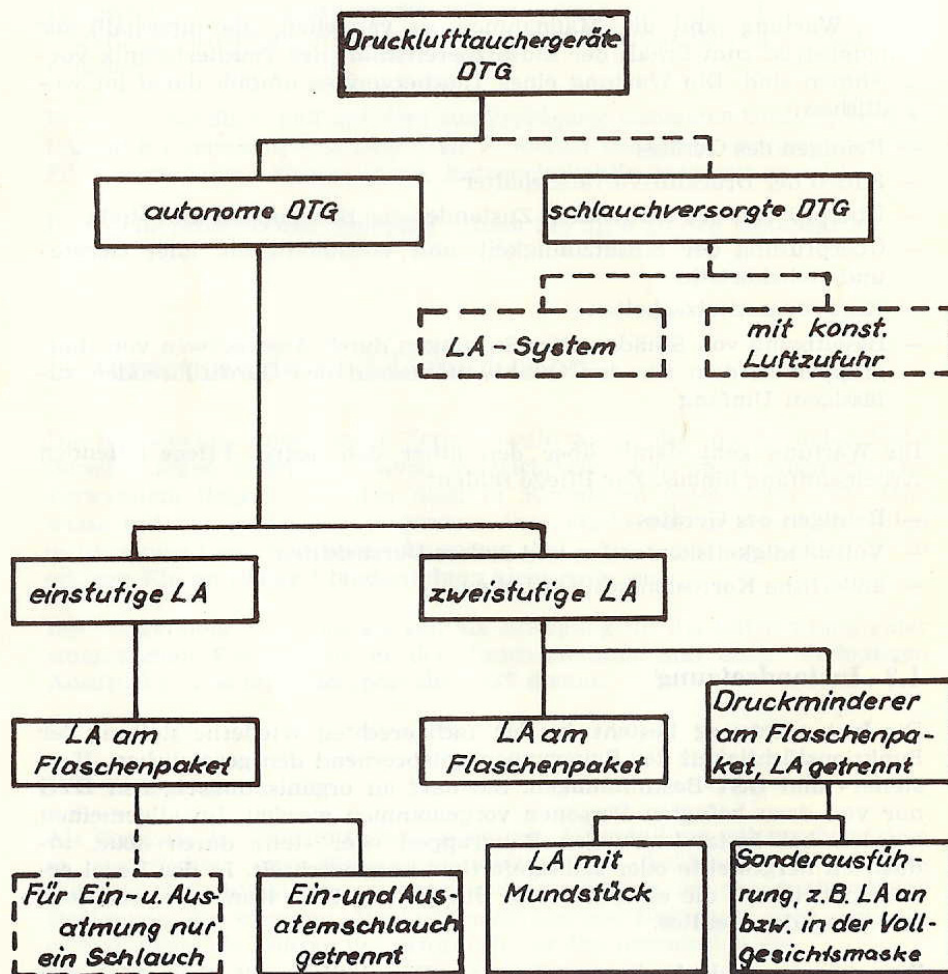 Drucklufttauchergeräte
DTG
autonome DTG
schlauchversorgte DTG
LA-System
mit konst.
Luftzufuhr
einstufige LA
zweistufige LA
LA am
Flaschenpaket
LA am
Flaschenpaket
Druckminderer
am Flaschenpa-
ket, LA getrennt
Für Ein- u. Aus-
atmung nur
ein Schlauch
Ein- und Aus-
atemschlauch
getrennt
LA mit
Mundstück
Sonderausfüh-
rung, z.B. LA an
bzw. in der Voll-
gesichtsmaske